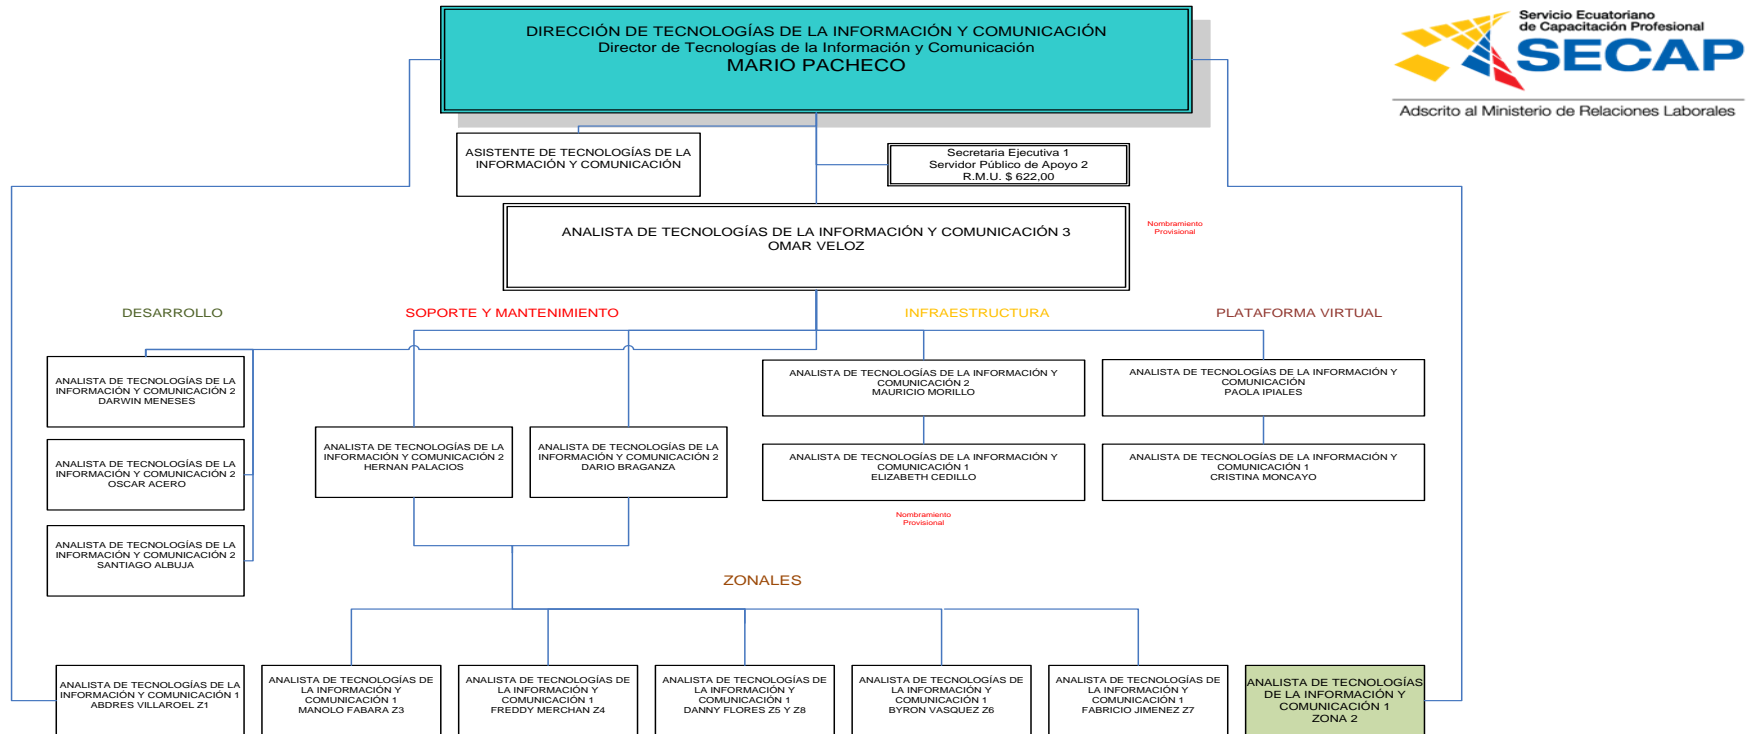 DIRECCIÓN DE TECNOLOGÍAS DE LA INFORMACIÓN Y COMUNICACIÓN
Director de Tecnologías de la Información y Comunicación
MARIO PACHECO
Servicio Ecuatoriano
de Capacitación Profesional
SECAP
Adscrito al Ministerio de Relaciones Laborales
ASISTENTE DE TECNOLOGÍAS DE LA
INFORMACIÓN Y COMUNICACIÓN
Secretaria Ejecutiva 1
Servidor Público de Apoyo 2
R.M.U. $ 622,00
ANALISTA DE TECNOLOGÍAS DE LA INFORMACIÓN Y COMUNICACIÓN 3
OMAR VELOZ
Nombramiento
Provisional
DESARROLLO
SOPORTE Y MANTENIMIENTO
INFRAESTRUCTURA
PLATAFORMA VIRTUAL
ANALISTA DE TECNOLOGÍAS DE LA
INFORMACIÓN Y COMUNICACIÓN 2
DARWIN MENESES
ANALISTA DE TECNOLOGÍAS DE LA
INFORMACIÓN Y COMUNICACIÓN 2
OSCAR ACERO
ANALISTA DE TECNOLOGÍAS DE LA
INFORMACIÓN Y COMUNICACIÓN 2
SANTIAGO ALBUJA
ANALISTA DE TECNOLOGÍAS DE LA
INFORMACIÓN Y COMUNICACIÓN 2
HERNAN PALACIOS
ANALISTA DE TECNOLOGÍAS DE LA
INFORMACIÓN Y COMUNICACIÓN 2
DARIO BRAGANZA
ANALISTA DE TECNOLOGÍAS DE LA INFORMACIÓN Y
COMUNICACIÓN 2
MAURICIO MORILLO
ANALISTA DE TECNOLOGÍAS DE LA INFORMACIÓN Y
COMUNICACIÓN 1
ELIZABETH CEDILLO
Nombramiento
Provisional
ANALISTA DE TECNOLOGÍAS DE LA INFORMACIÓN Y
COMUNICACIÓN
PAOLA IPIALES
ANALISTA DE TECNOLOGÍAS DE LA INFORMACIÓN Y
COMUNICACIÓN 1
CRISTINA MONCAYO
ZONALES
ANALISTA DE TECNOLOGÍAS DE LA
INFORMACIÓN Y COMUNICACIÓN 1
ABDRES VILLAROEL Z1
ANALISTA DE TECNOLOGÍAS DE
LA INFORMACIÓN Y
COMUNICACIÓN 1
MANOLO FABARA Z3
ANALISTA DE TECNOLOGÍAS DE
LA INFORMACIÓN Y
COMUNICACIÓN 1
FREDDY MERCHAN Z4
ANALISTA DE TECNOLOGÍAS DE
LA INFORMACIÓN Y
COMUNICACIÓN 1
DANNY FLORES Z5 Y Z8
ANALISTA DE TECNOLOGÍAS DE
LA INFORMACIÓN Y
COMUNICACIÓN 1
BYRON VASQUEZ Z6
ANALISTA DE TECNOLOGÍAS DE
LA INFORMACIÓN Y
COMUNICACIÓN 1
FABRICIO JIMENEZ Z7
ANALISTA DE TECNOLOGÍAS
DE LA INFORMACIÓN Y
COMUNICACIÓN 1
ZONA 2